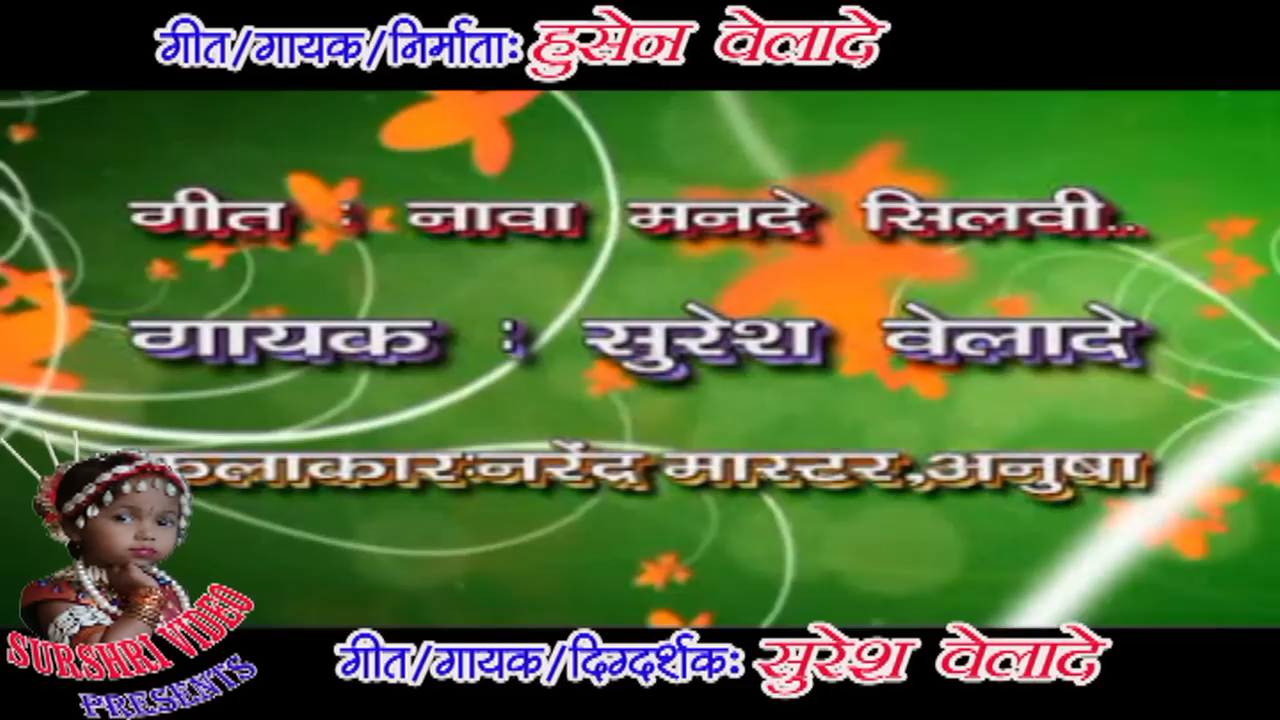 गीत/गायक/निर्माताः हुसेन वेलादे
गीत : नावा मनदे सिलवी..
गायक : सुरेश वेलादे
कलाकारःनरेंद्र मास्टर,अनुषा
SURSHRI VIDEO
PRESENTS
गीत/गायक/दिग्दर्शकः सुरेश वेलादे